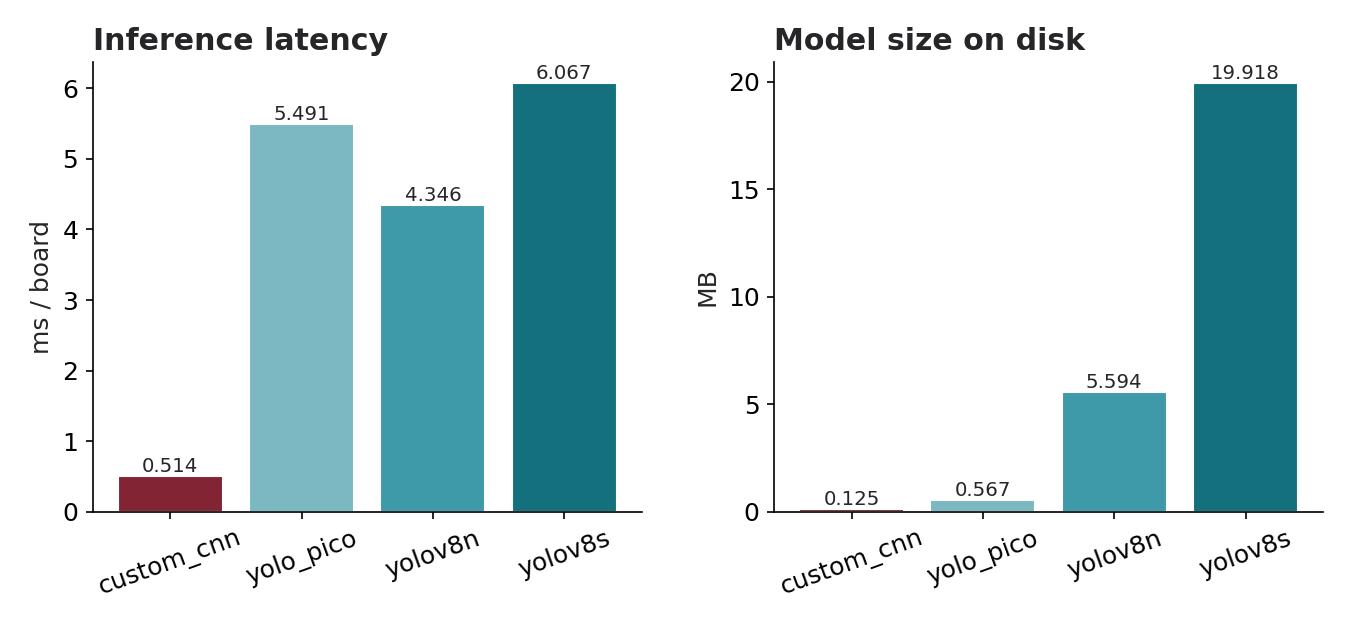 Inference latency
ms / board
6
5
4
3
2
1
0
0.514
5.491
4.346
6.067
custom_cnn
yolo_pico
yolov8n
yolov8s
Model size on disk
MB
20
15
10
5
0
0.125
0.567
5.594
19.918
custom_cnn
yolo_pico
yolov8n
yolov8s